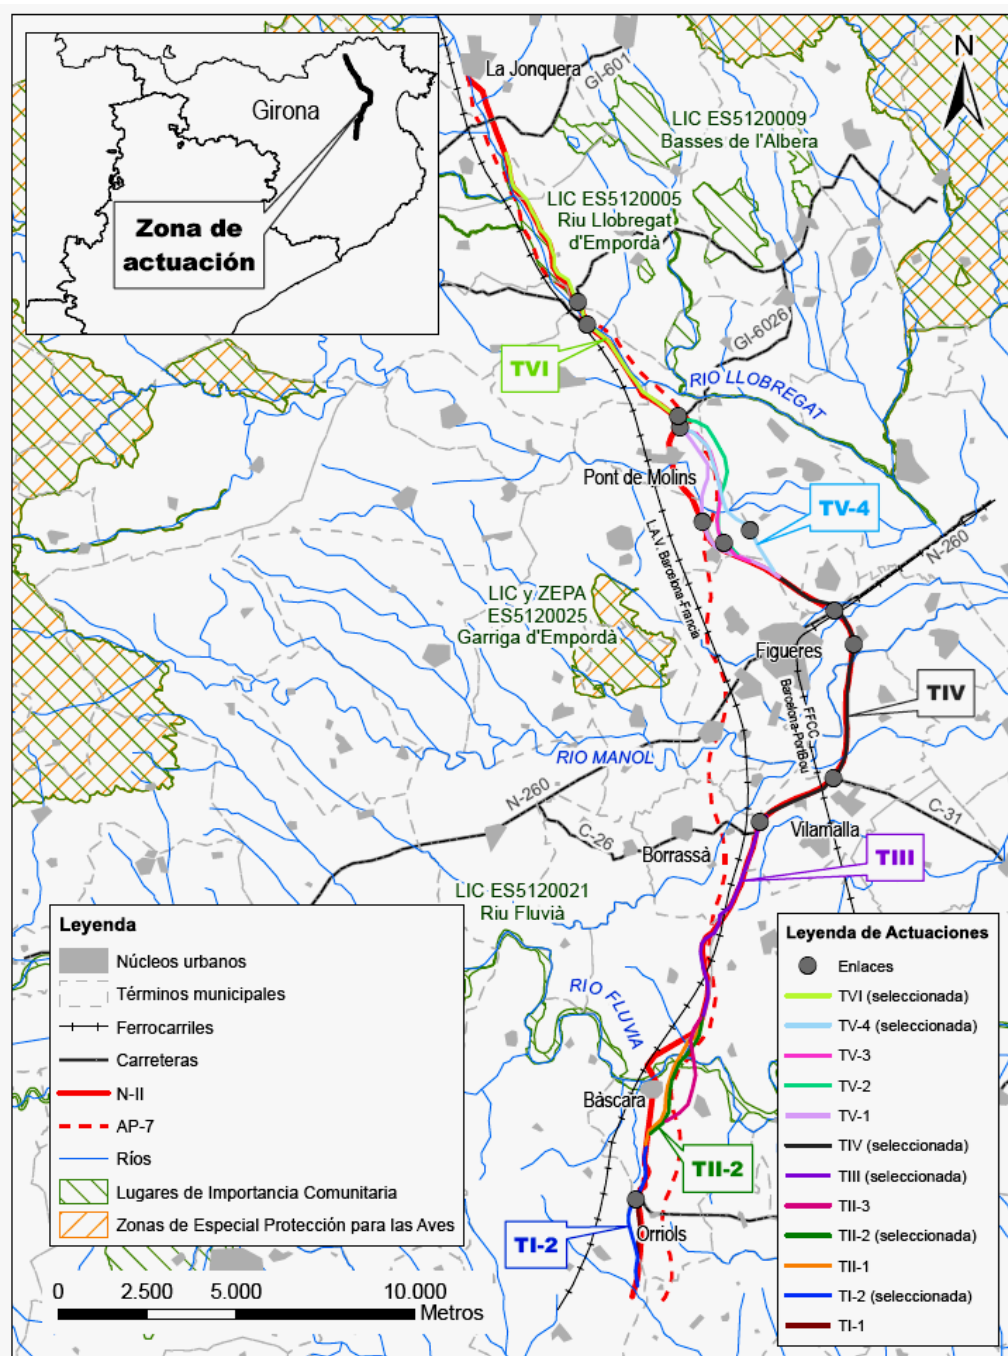 Girona
Zona de
actuación
N
La Jonquera
GI-601
LIC ES5120009
Basses de l'Albera
LIC ES5120005
Riu Llobregat
d'Empordà
GI-6026
TVI
RIO LLOBREGAT
Pont de Molins
TV-4
L.A.V. Barcelona-Francia
N-260
LIC y ZEPA
ES5120025
Garriga d'Empordà
Figueres
TIV
FFCC
Barcelona-PortBou
RIO MANOL
N-260
C-26
C-31
Borrassà
Vilamalla
TIII
LIC ES5120021
Riu Fluvià
RIO FLUVIA
Bàscara
TII-2
TI-2
Orriols
Leyenda
Núcleos urbanos
Términos municipales
Ferrocarriles
Carreteras
N-II
AP-7
Ríos
Lugares de Importancia Comunitaria
Zonas de Especial Protección para las Aves
0 2.500 5.000 10.000
Metros
Leyenda de Actuaciones
Enlaces
TVI (seleccionada)
TV-4 (seleccionada)
TV-3
TV-2
TV-1
TIV (seleccionada)
TIII (seleccionada)
TII-3
TII-2 (seleccionada)
TII-1
TI-2 (seleccionada)
TI-1